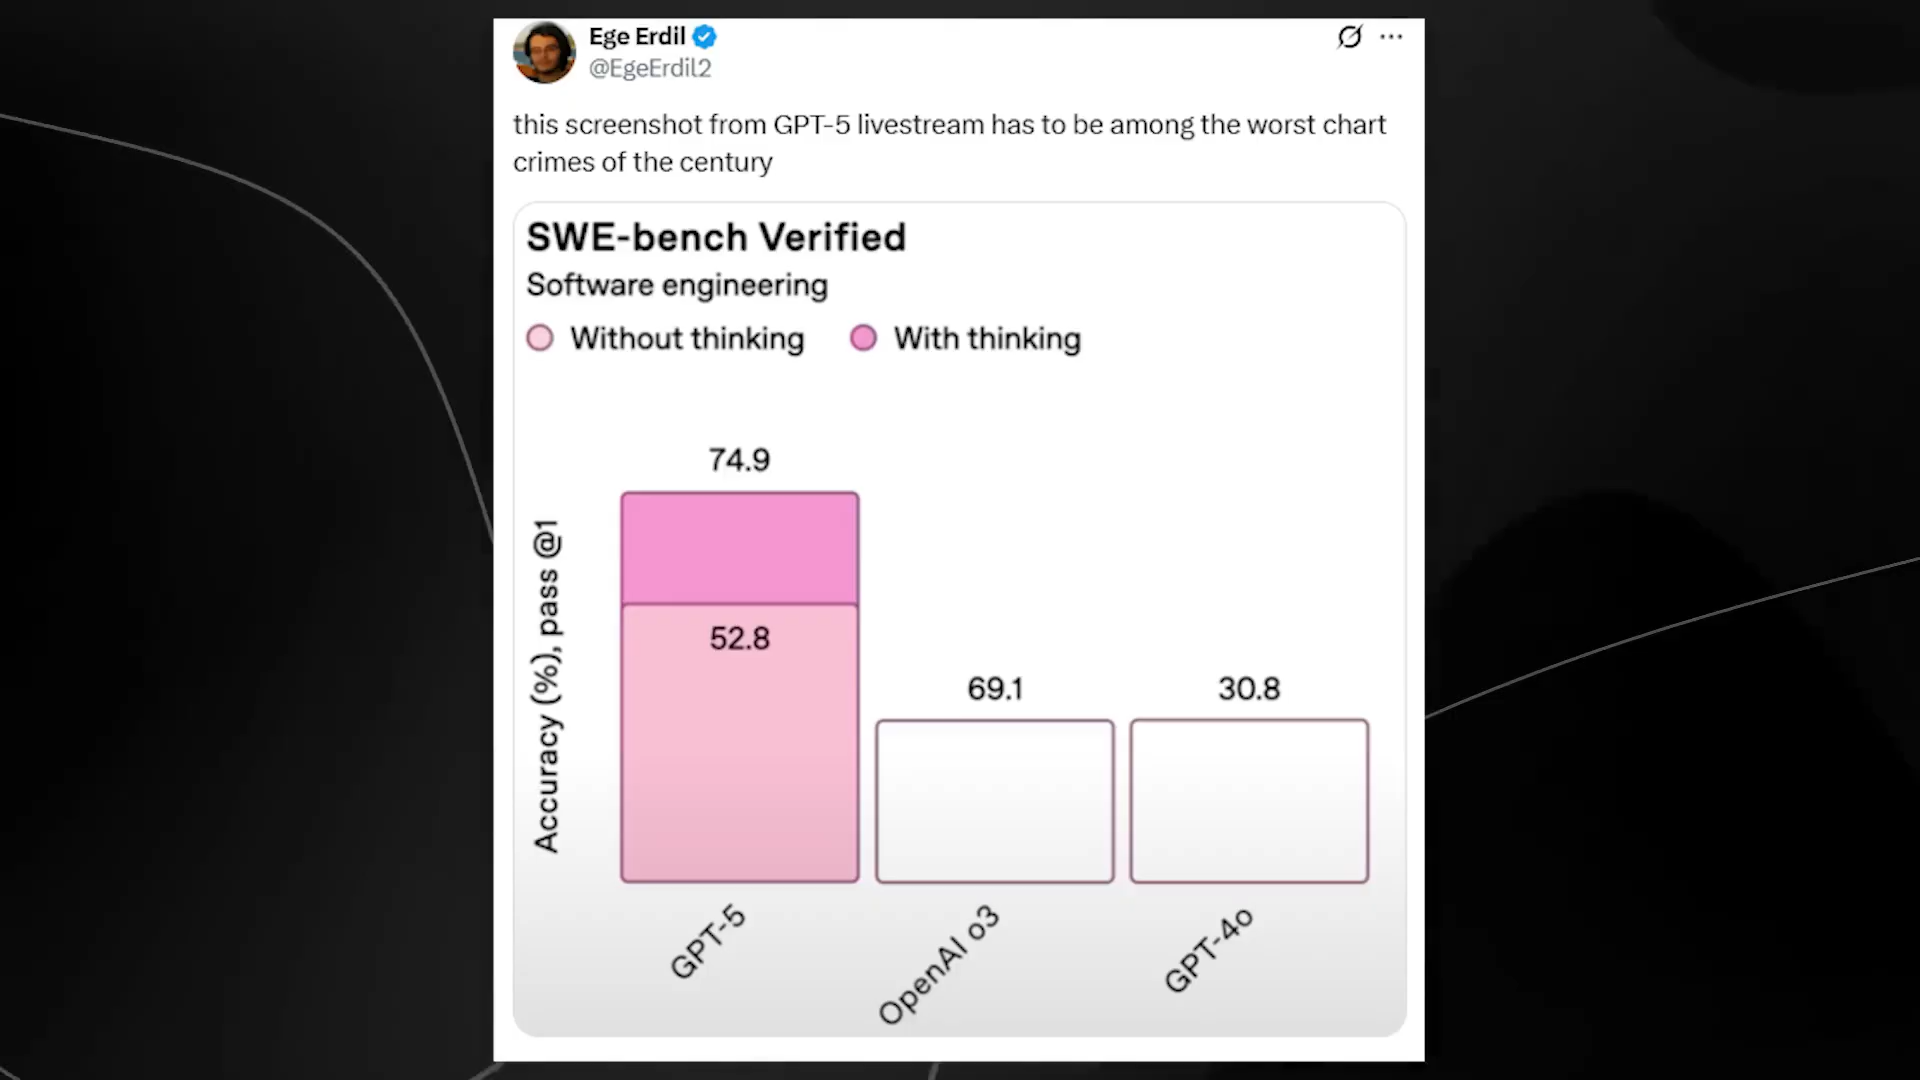 Ege Erdil
@EgeErdil2
this screenshot from GPT-5 livestream has to be among the worst chart
crimes of the century
SWE-bench Verified
Software engineering
Without thinking
With thinking
Accuracy (%), pass @1
74.9
52.8
69.1
30.8
GPT-5
OpenAI o3
GPT-4o